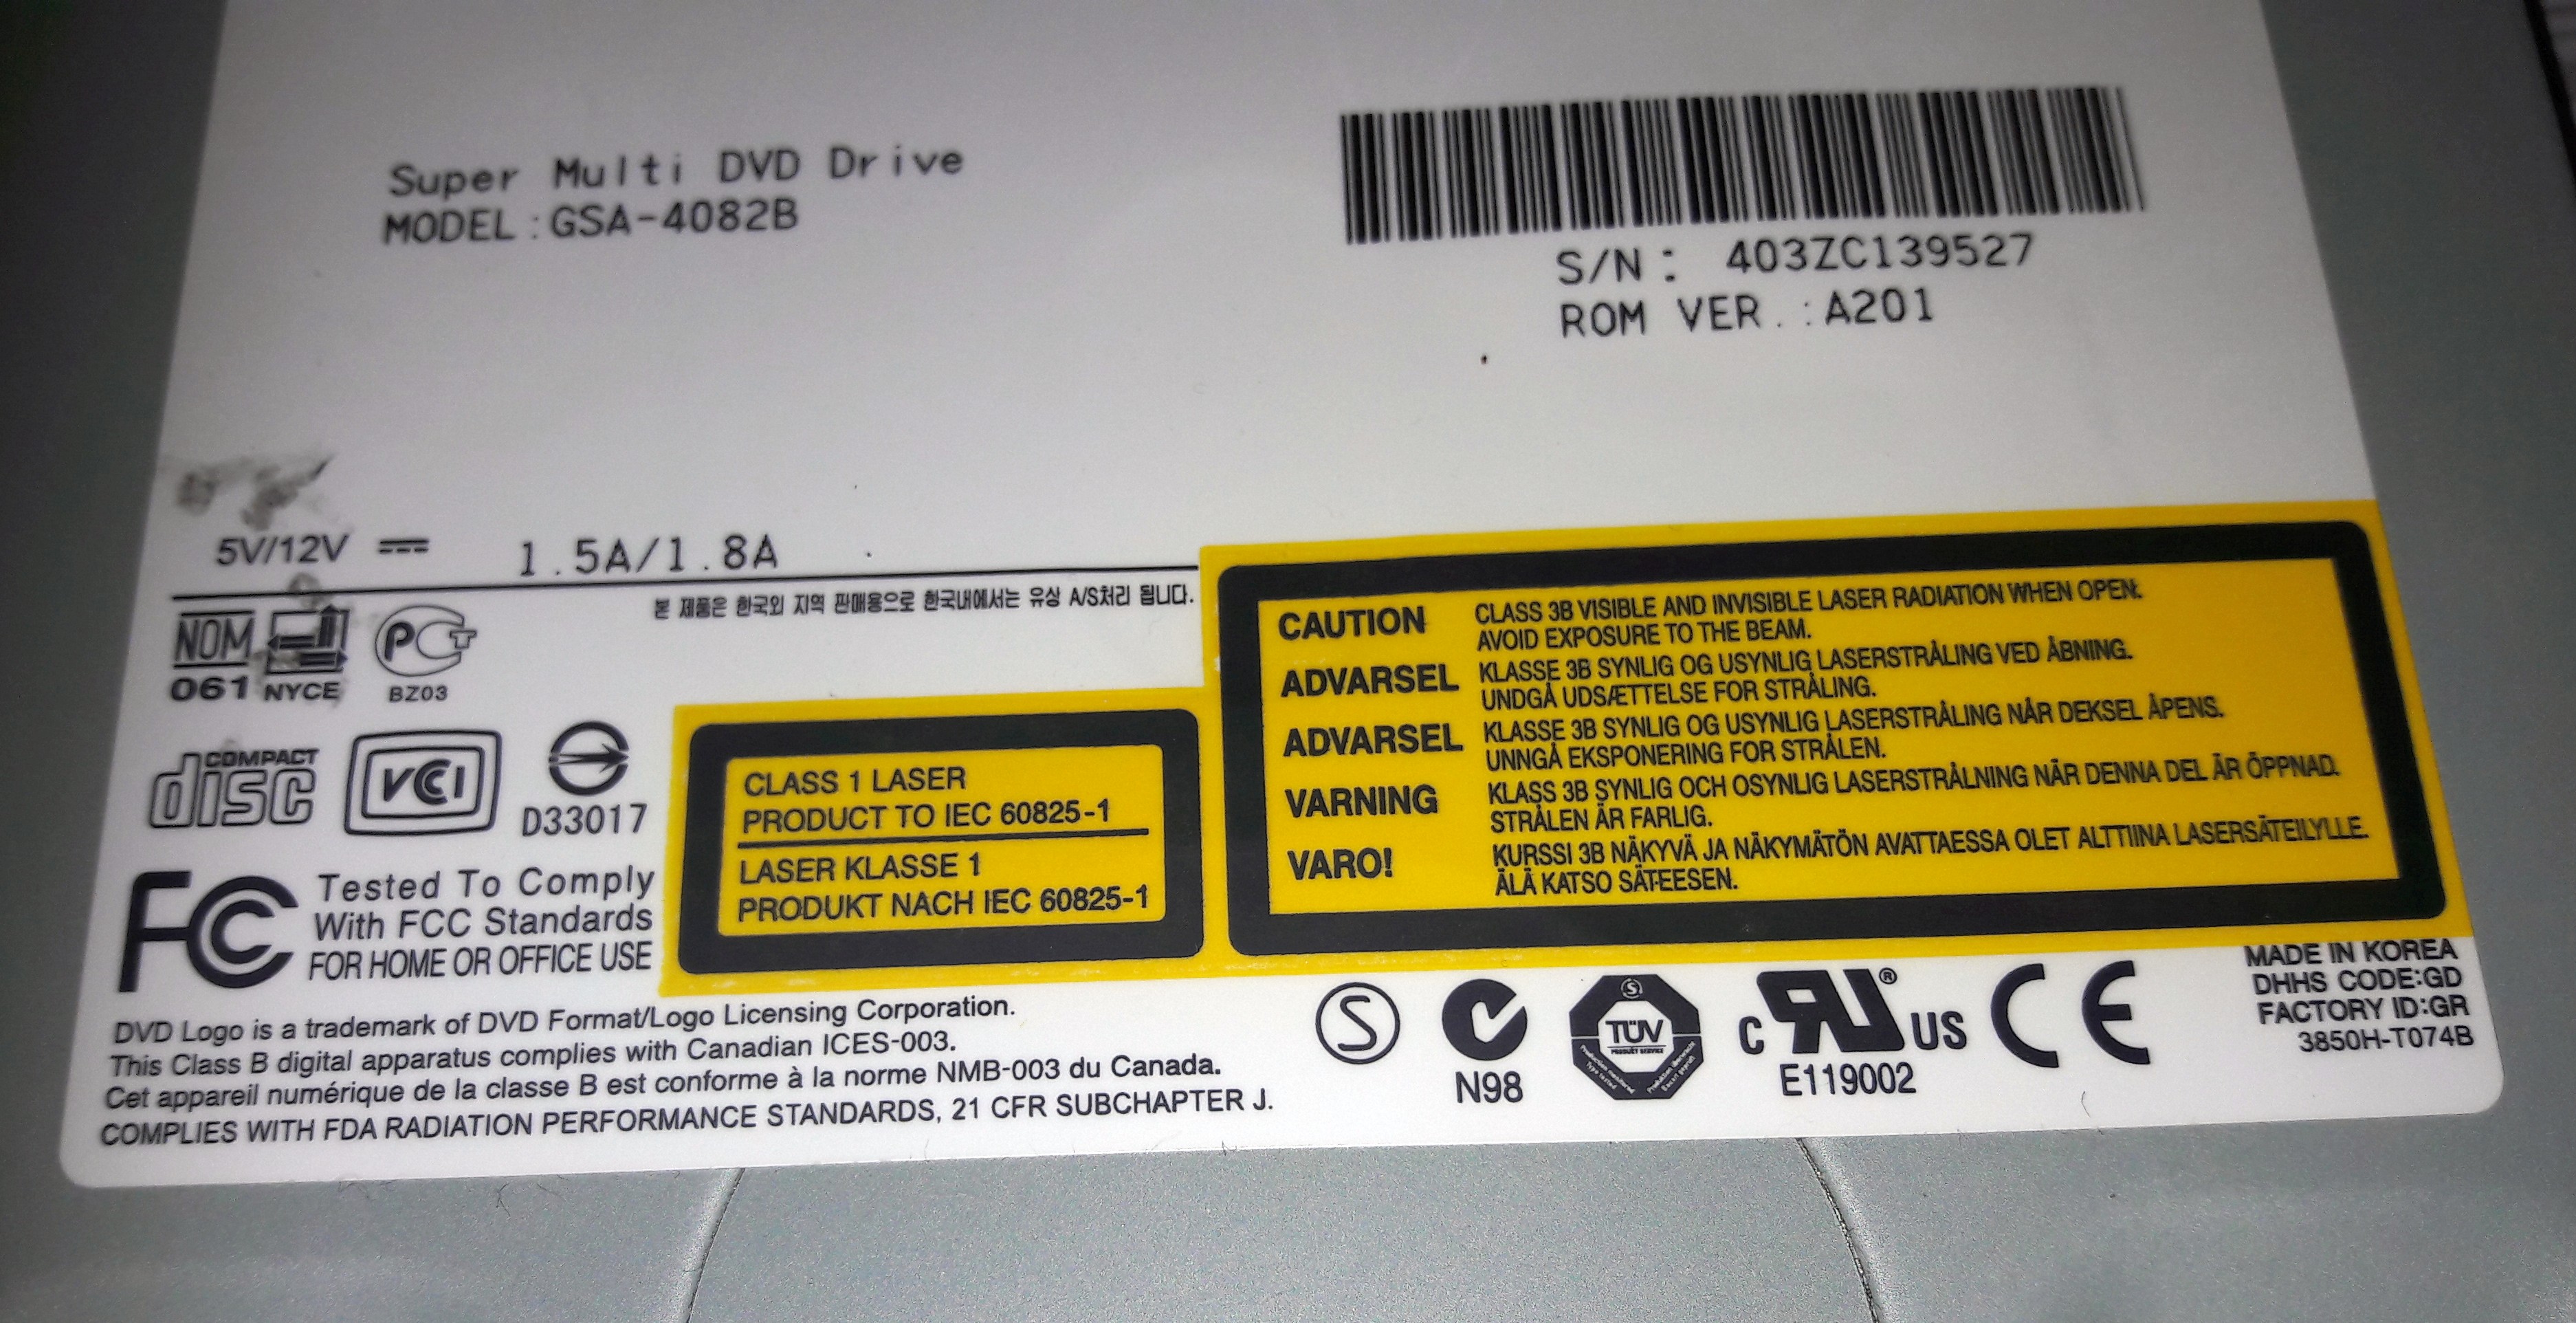 Super Multi DVD Drive
MODEL:GSA-4082B
S/N: 403ZC139527
ROM VER.:A201
5V/12V 1.5A/1.8A
본 제품은 한국외 지역 판매용으로 한국내에서는 유상 A/S처리 됩니다.
NOM
061 NYCE
PCT
BZ03
COMPACT
disc
VCCI
D33017
FC Tested To Comply
With FCC Standards
FOR HOME OR OFFICE USE
CLASS 1 LASER
PRODUCT TO IEC 60825-1
LASER KLASSE 1
PRODUKT NACH IEC 60825-1
CAUTION CLASS 3B VISIBLE AND INVISIBLE LASER RADIATION WHEN OPEN.
AVOID EXPOSURE TO THE BEAM.
ADVARSEL KLASSE 3B SYNLIG OG USYNLIG LASERSTRÅLING VED ÅBNING.
UNDGÅ UDSÆTTELSE FOR STRÅLING.
ADVARSEL KLASSE 3B SYNLIG OG USYNLIG LASERSTRÅLING NÅR DEKSEL ÅPENS.
UNNGÅ EKSPONERING FOR STRÅLEN.
VARNING KLASS 3B SYNLIG OCH OSYNLIG LASERSTRÅLNING NÄR DENNA DEL ÄR ÖPPNAD.
STRÅLEN ÄR FARLIG.
VARO! KURSSI 3B NÄKYVÄ JA NÄKYMÄTÖN AVATTAESSA OLET ALTTIINA LASERSÄTEILYLLE.
ÄLÄ KATSO SÄTEESEN.
DVD Logo is a trademark of DVD Format/Logo Licensing Corporation.
This Class B digital apparatus complies with Canadian ICES-003.
Cet appareil numérique de la classe B est conforme à la norme NMB-003 du Canada.
COMPLIES WITH FDA RADIATION PERFORMANCE STANDARDS, 21 CFR SUBCHAPTER J.
S
N98
TÜV
PRODUCT SERVICE
C RU® US
E119002
CE
MADE IN KOREA
DHHS CODE:GD
FACTORY ID:GR
3850H-T074B